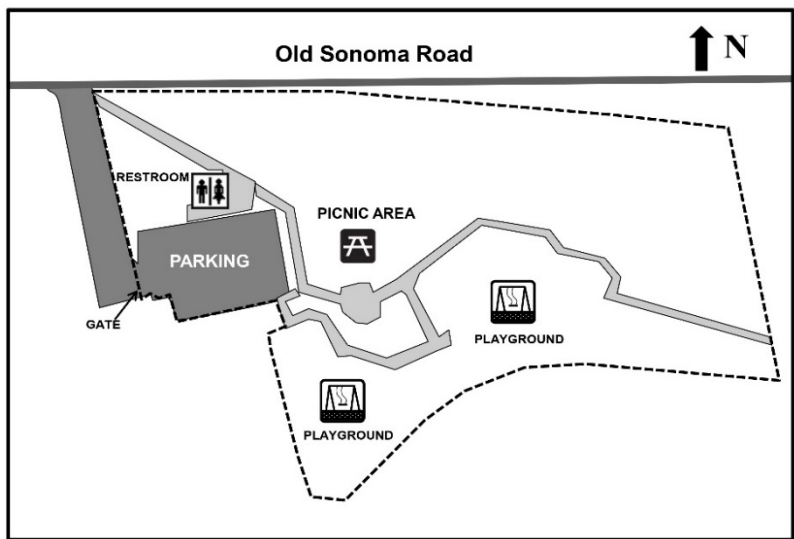 Old Sonoma Road
N
RESTROOM
PICNIC AREA
PARKING
GATE
PLAYGROUND
PLAYGROUND